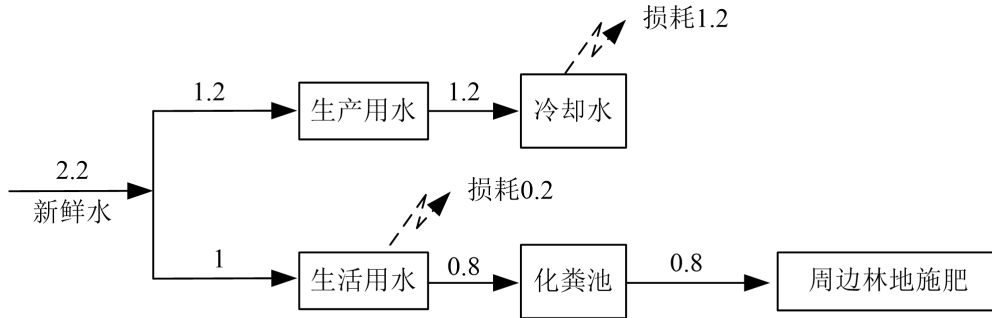 损耗1.2
1.2
生产用水
1.2
冷却水
2.2
新鲜水
损耗0.2
1
生活用水
0.8
化粪池
0.8
周边林地施肥